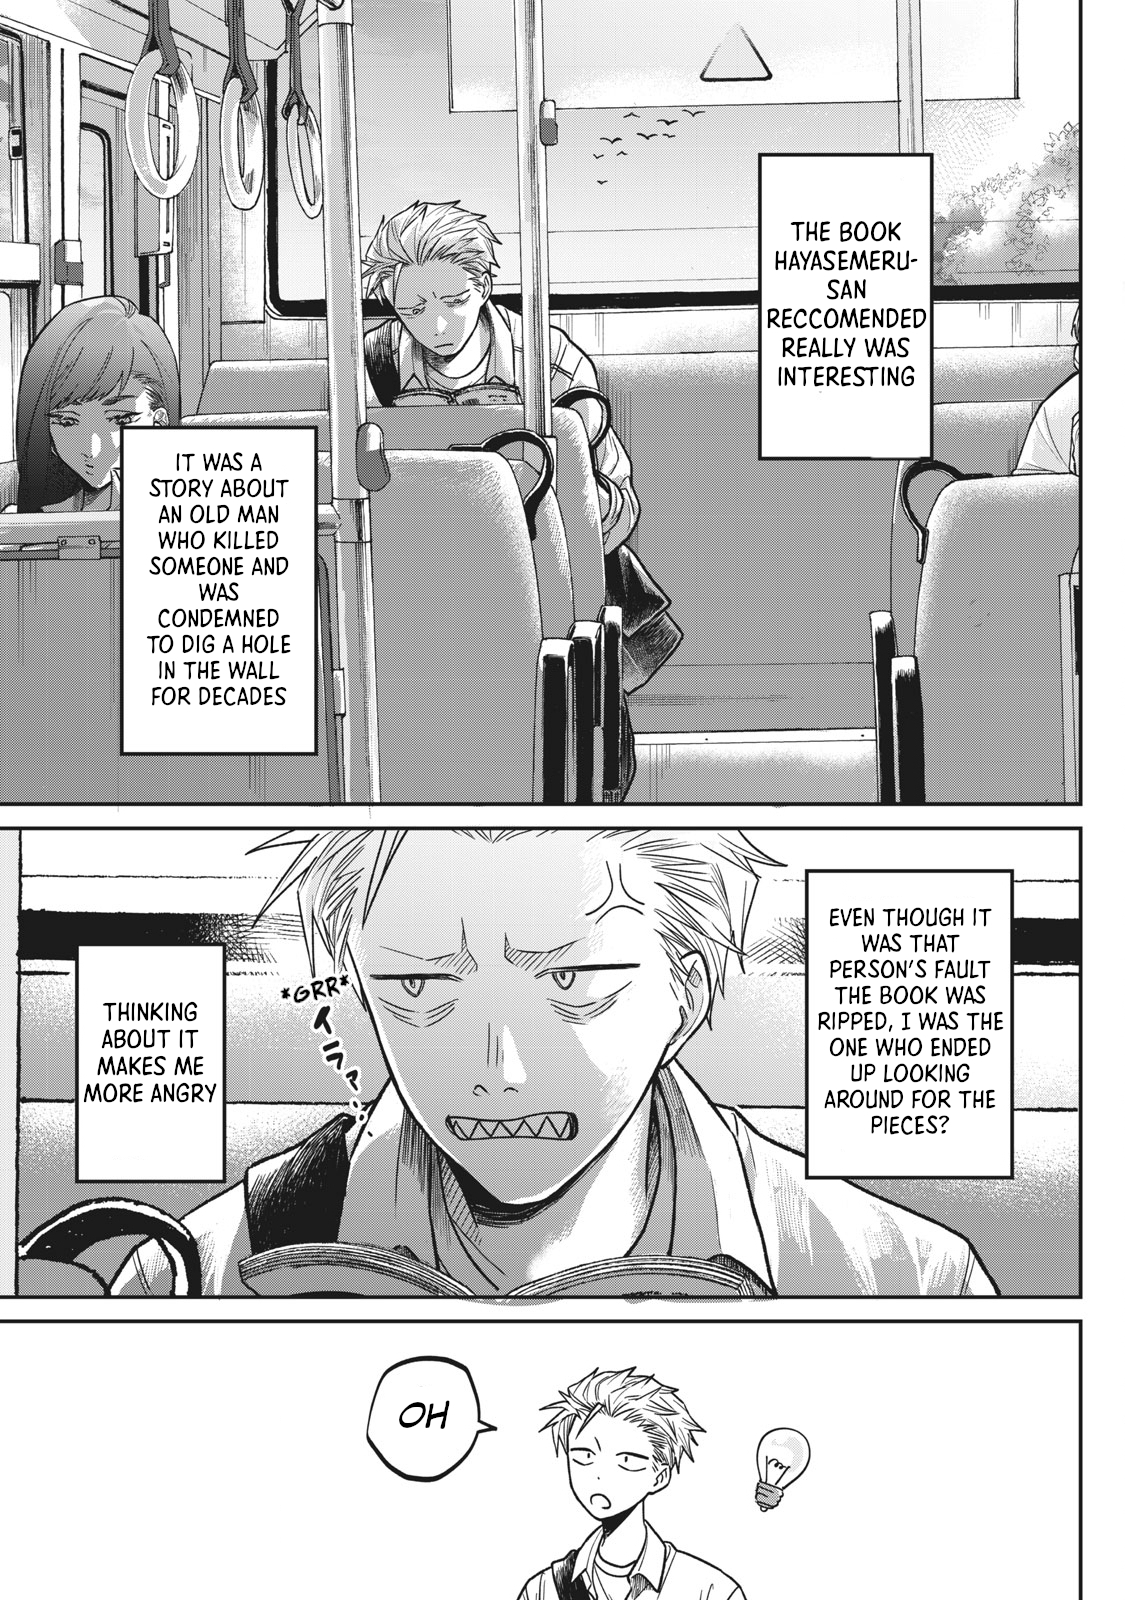 THE BOOK
HAYASEMERU-
SAN
RECCOMENDED
REALLY WAS
INTERESTING
IT WAS A
STORY ABOUT
AN OLD MAN
WHO KILLED
SOMEONE AND
WAS
CONDEMNED
TO DIG A HOLE
IN THE WALL
FOR DECADES
EVEN THOUGH IT
WAS THAT
PERSON'S FAULT
THE BOOK WAS
RIPPED, I WAS THE
ONE WHO ENDED
UP LOOKING
AROUND FOR THE
PIECES?
*GRR*
イラァ…
THINKING
ABOUT IT
MAKES ME
MORE ANGRY
OH